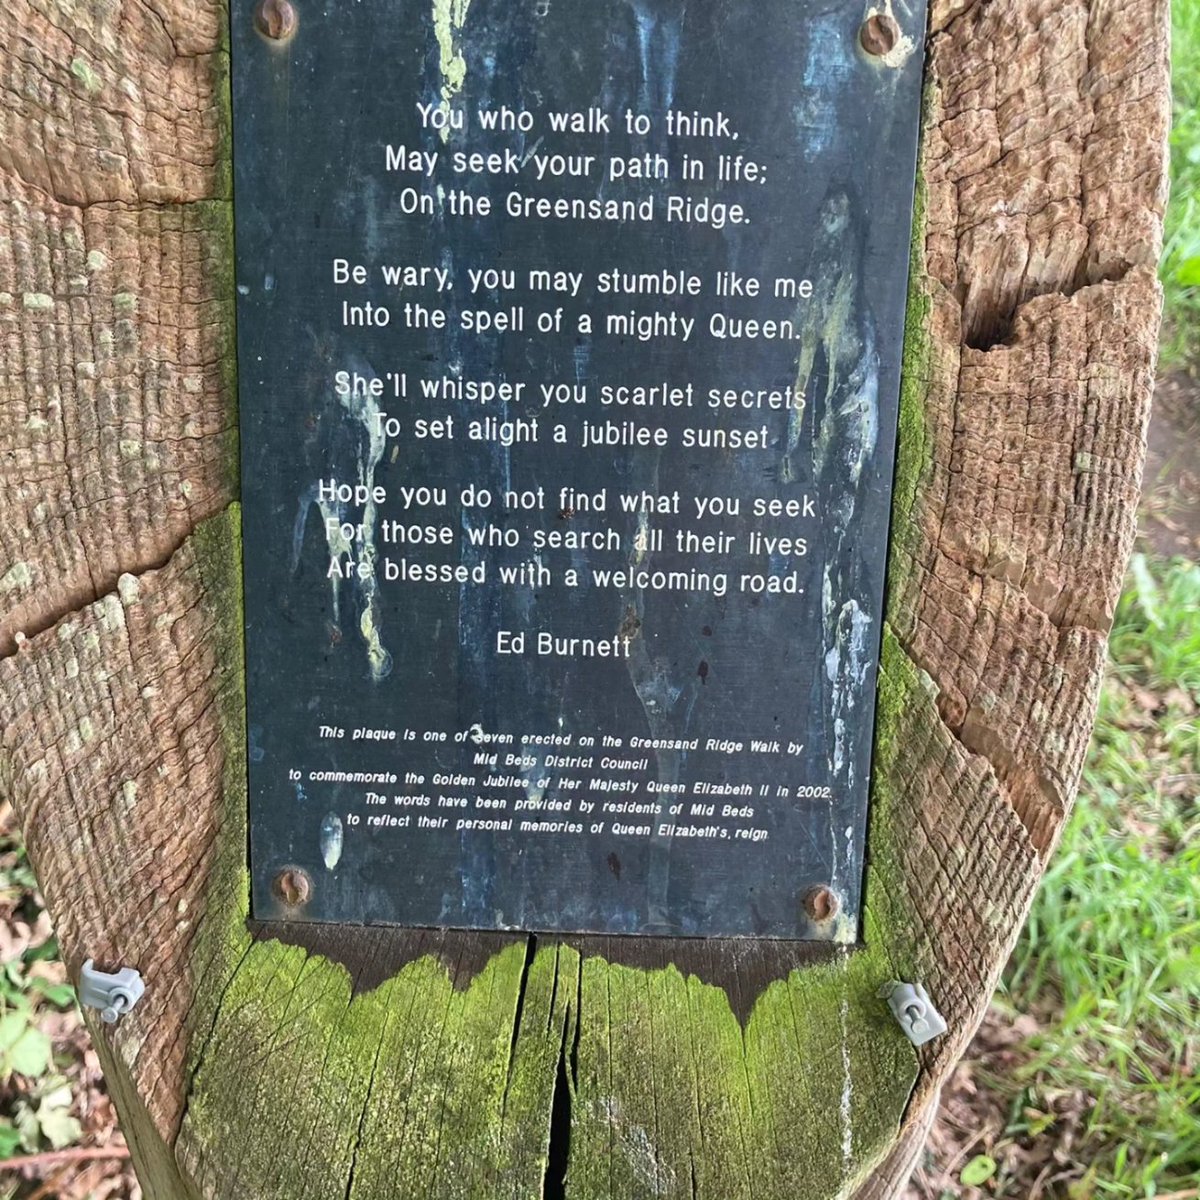 You who walk to think,
May seek your path in life;
On the Greensand Ridge.
Be wary, you may stumble like me
Into the spell of a mighty Queen.
She'll whisper you scarlet secrets
To set alight a jubilee sunset
Hope you do not find what you seek
For those who search all their lives
Are blessed with a welcoming road.
Ed Burnett
This plaque is one of Seven erected on the Greensand Ridge Walk by
Mid Beds District Council
to commemorate the Golden Jubilee of Her Majesty Queen Elizabeth II in 2002.
The words have been provided by residents of Mid Beds
to reflect their personal memories of Queen Elizabeth's, reign